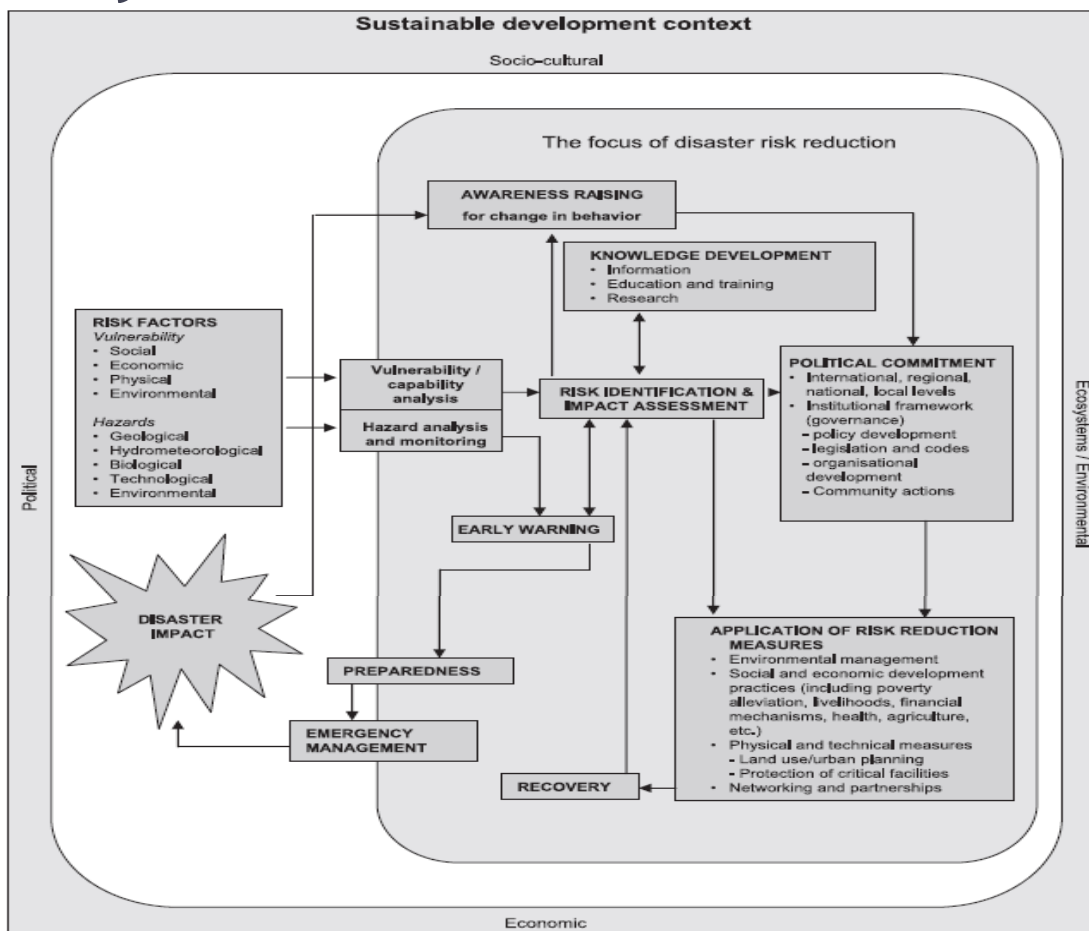 Sustainable development context
Socio-cultural
The focus of disaster risk reduction
AWARENESS RAISING
for change in behavior
KNOWLEDGE DEVELOPMENT
• Information
• Education and training
• Research
RISK FACTORS
Vulnerability
• Social
• Economic
• Physical
• Environmental
Hazards
• Geological
• Hydrometeorological
• Biological
• Technological
• Environmental
Vulnerability /
capability
analysis
Hazard analysis
and monitoring
RISK IDENTIFICATION &
IMPACT ASSESSMENT
POLITICAL COMMITMENT
• International, regional,
national, local levels
• Institutional framework
(governance)
– policy development
– legislation and codes
– organisational
development
– Community actions
Political
Ecosystems / Environmental
EARLY WARNING
DISASTER
IMPACT
PREPAREDNESS
EMERGENCY
MANAGEMENT
APPLICATION OF RISK REDUCTION
MEASURES
• Environmental management
• Social and economic development
practices (including poverty
alleviation, livelihoods, financial
mechanisms, health, agriculture,
etc.)
• Physical and technical measures
– Land use/urban planning
– Protection of critical facilities
• Networking and partnerships
RECOVERY
Economic